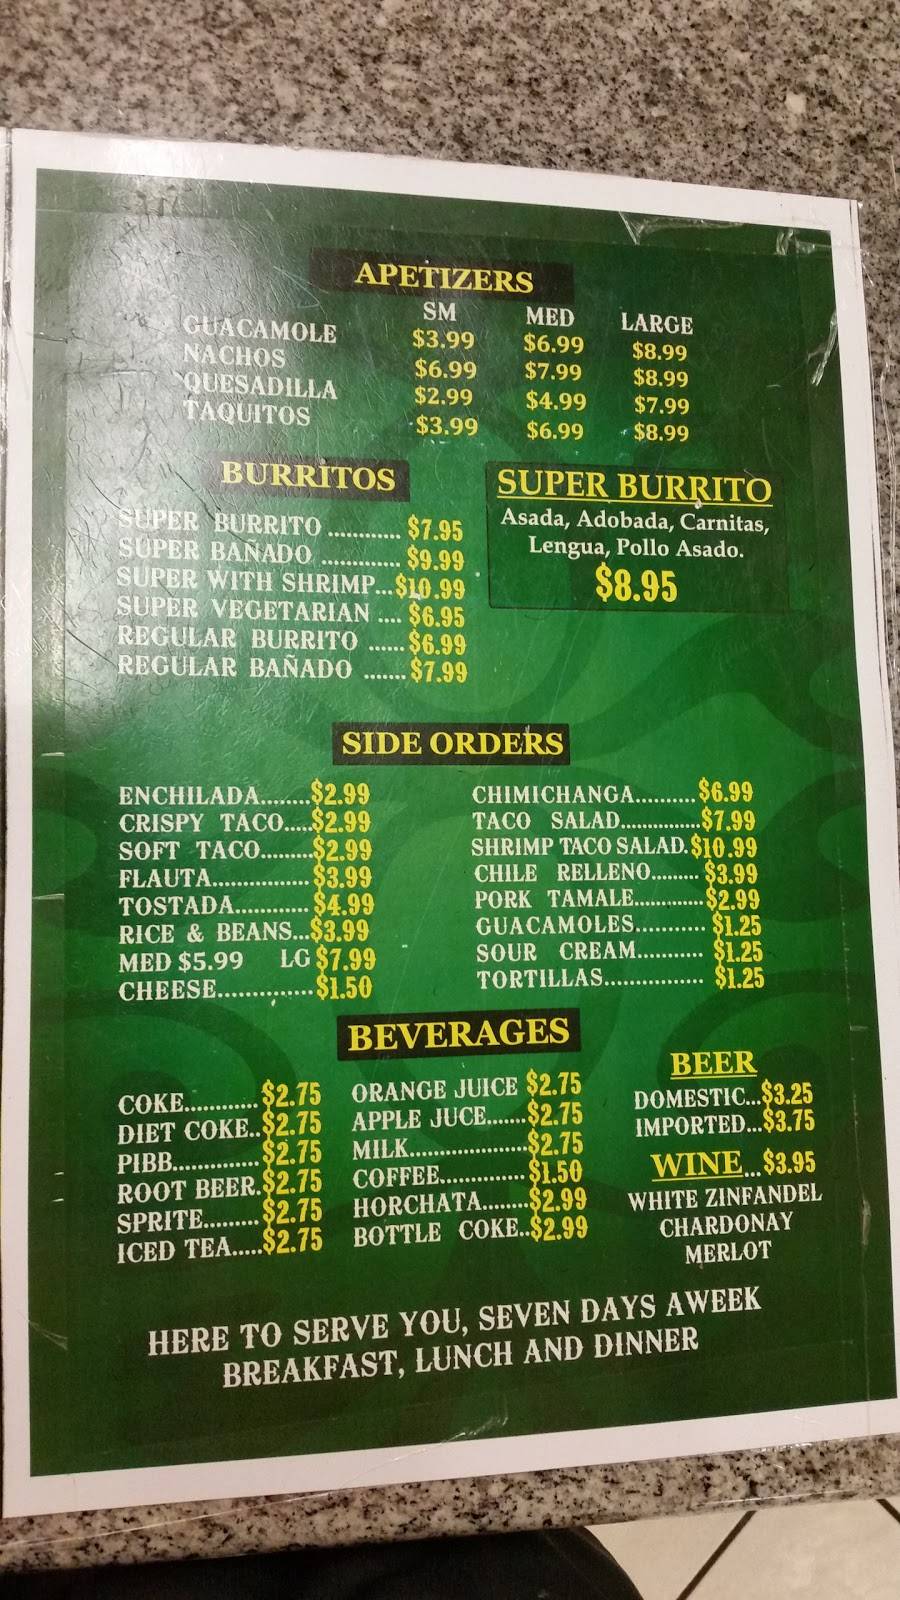 APETIZERS
SM MED LARGE
GUACAMOLE $3.99 $6.99 $8.99
NACHOS $6.99 $7.99 $8.99
QUESADILLA $2.99 $4.99 $7.99
TAQUITOS $3.99 $6.99 $8.99
BURRITOS
SUPER BURRITO ............ $7.95
SUPER BAÑADO ............. $9.99
SUPER WITH SHRIMP...$10.99
SUPER VEGETARIAN .... $6.95
REGULAR BURRITO ...... $6.99
REGULAR BAÑADO ....... $7.99
SUPER BURRITO
Asada, Adobada, Carnitas,
Lengua, Pollo Asado.
$8.95
SIDE ORDERS
ENCHILADA........$2.99
CRISPY TACO.....$2.99
SOFT TACO.........$2.99
FLAUTA................$3.99
TOSTADA............ $4.99
RICE & BEANS...$3.99
MED $5.99 LG $7.99
CHEESE...............$1.50
CHIMICHANGA..........$6.99
TACO SALAD..............$7.99
SHRIMP TACO SALAD.$10.99
CHILE RELLENO......... $3.99
PORK TAMALE............$2.99
GUACAMOLES............ $1.25
SOUR CREAM........... $1.25
TORTILLAS................. $1.25
BEVERAGES
COKE............ $2.75
DIET COKE..$2.75
PIBB.............. $2.75
ROOT BEER.$2.75
SPRITE......... $2.75
ICED TEA.....$2.75
ORANGE JUICE $2.75
APPLE JUCE.......$2.75
MILK....................$2.75
COFFEE..............$1.50
HORCHATA........$2.99
BOTTLE COKE..$2.99
BEER
DOMESTIC...$3.25
IMPORTED...$3.75
WINE...$3.95
WHITE ZINFANDEL
CHARDONAY
MERLOT
HERE TO SERVE YOU, SEVEN DAYS AWEEK
BREAKFAST, LUNCH AND DINNER